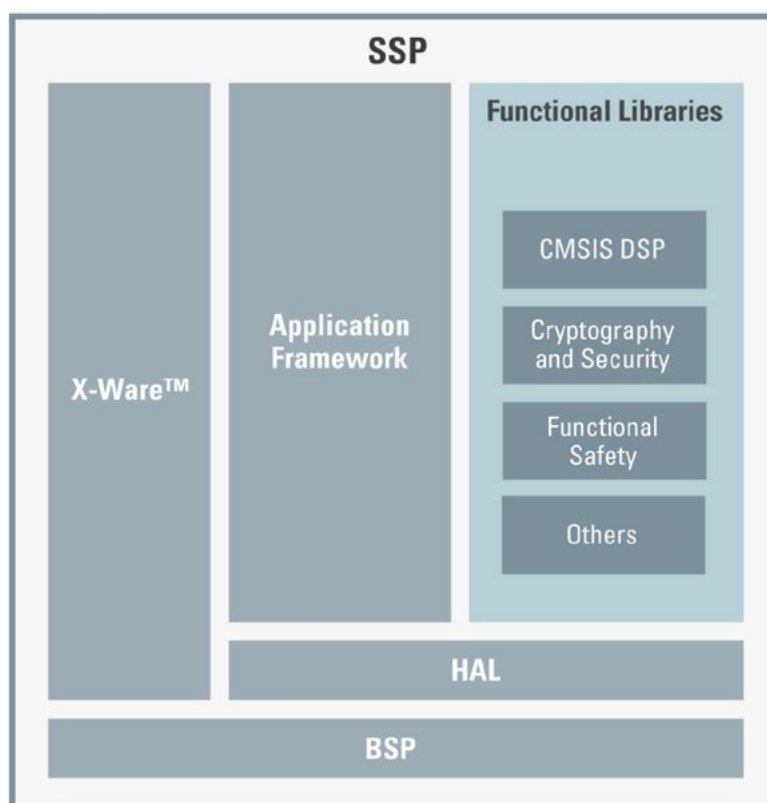 SSP
X-Ware™
Application
Framework
Functional Libraries
CMSIS DSP
Cryptography
and Security
Functional
Safety
Others
HAL
BSP